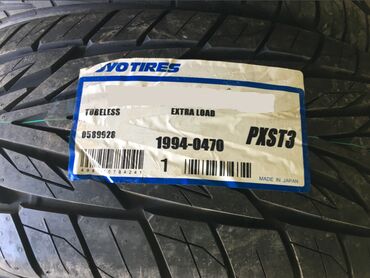 YO TIRES
TUBELESS EXTRA LOAD
0589928 1994-0470 PXST3
1
MADE IN JAPAN